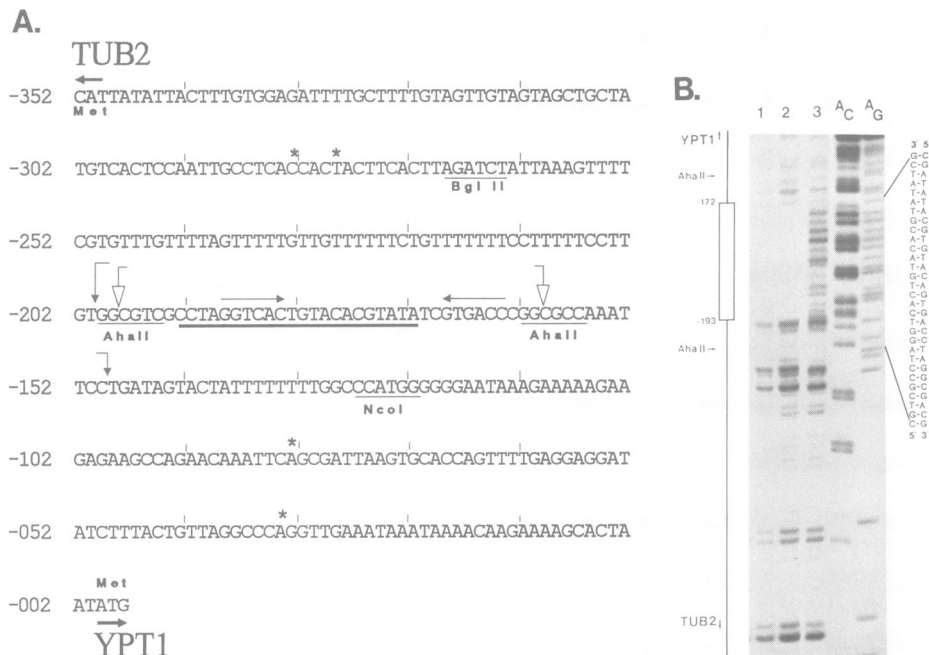 A.
TUB2
-352 CATTATATTACTTTGTGGAGATTTTGCTTTTGTAGTTGTAGTAGCTGCTA
Met
* *
-302 TGTCACTCCAATTGCCTCACCACTACTTCACTTAGATCTATTAAAGTTTT
Bgl II
-252 CGTGTTTGTTTTAGTTTTTGTTGTTTTTTCTGTTTTTTTCCTTTTTCCTT
-202 GTGGCGTCGCCTAGGTCACTGTACACGTATATCGTGACCCGGCGCCAAAT
AhaII AhaII
-152 TCCTGATAGTACTATTTTTTTTGGCCCATGGGGGGAATAAAGAAAAAGAA
NcoI
*
-102 GAGAAGCCAGAACAAATTCAGCGATTAAGTGCACCAGTTTTGAGGAGGAT
*
-052 ATCTTTACTGTTAGGCCCAGGTTGAAATAAATAAAACAAGAAAAGCACTA
Met
-002 ATATG
YPT1
B.
1 2 3 A C A G
YPT1
AhaII
-172
-193
AhaII
TUB2
3' 5'
G-C
C-G
T-A
A-T
T-A
A-T
T-A
G-C
C-G
A-T
T-A
G-C
T-A
C-G
A-T
C-G
T-A
G-C
G-C
A-T
T-A
C-G
C-G
G-C
C-G
T-A
G-C
C-G
5' 3'